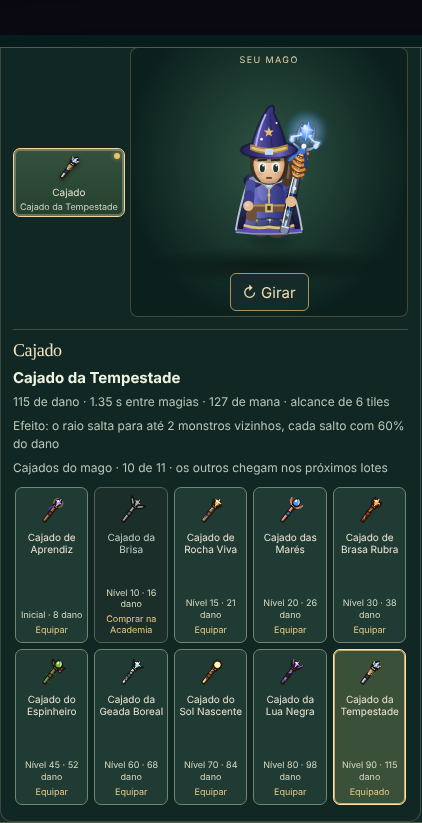 SEU MAGO
Cajado
Cajado da Tempestade
↻ Girar
Cajado
Cajado da Tempestade
115 de dano · 1.35 s entre magias · 127 de mana · alcance de 6 tiles
Efeito: o raio salta para até 2 monstros vizinhos, cada salto com 60%
do dano
Cajados do mago · 10 de 11 · os outros chegam nos próximos lotes
Cajado de
Aprendiz
Inicial · 8 dano
Equipar
Cajado da
Brisa
Nível 10 · 16
dano
Comprar na
Academia
Cajado de
Rocha Viva
Nível 15 · 21
dano
Equipar
Cajado das
Marés
Nível 20 · 26
dano
Equipar
Cajado de
Brasa Rubra
Nível 30 · 38
dano
Equipar
Cajado do
Espinheiro
Nível 45 · 52
dano
Equipar
Cajado da
Geada Boreal
Nível 60 · 68
dano
Equipar
Cajado do
Sol Nascente
Nível 70 · 84
dano
Equipar
Cajado da
Lua Negra
Nível 80 · 98
dano
Equipar
Cajado da
Tempestade
Nível 90 · 115
dano
Equipado